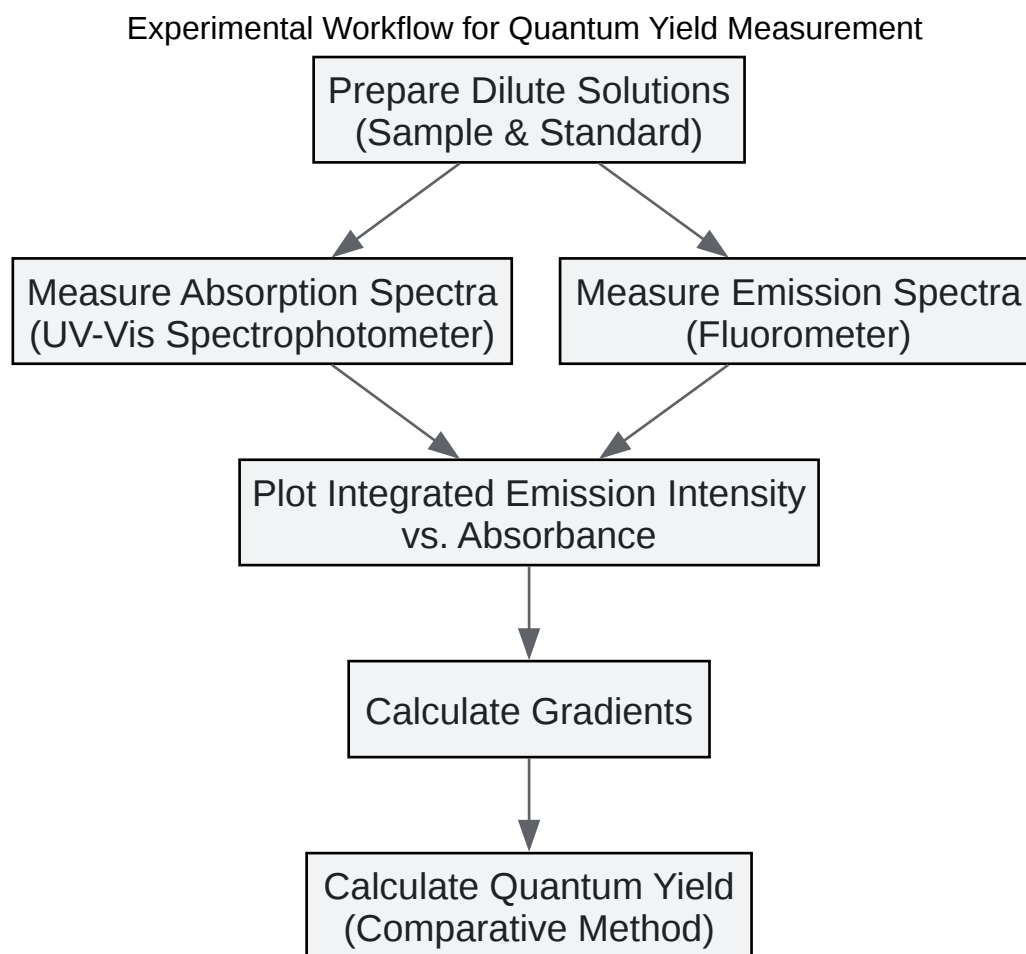 Experimental Workflow for Quantum Yield Measurement
Prepare Dilute Solutions
(Sample & Standard)
Measure Absorption Spectra
(UV-Vis Spectrophotometer)
Measure Emission Spectra
(Fluorometer)
Plot Integrated Emission Intensity
vs. Absorbance
Calculate Gradients
Calculate Quantum Yield
(Comparative Method)